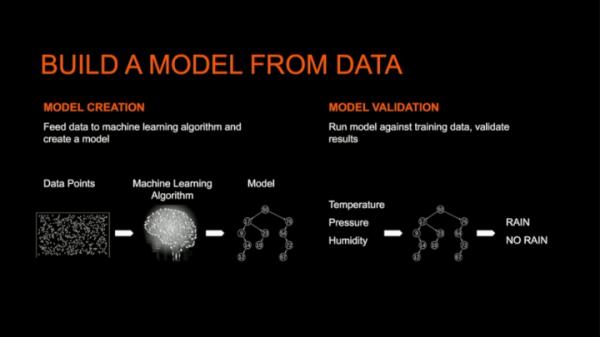 BUILD A MODEL FROM DATA
MODEL CREATION
Feed data to machine learning algorithm and
create a model
Data Points
Machine Learning
Algorithm
Model
MODEL VALIDATION
Run model against training data, validate
results
Temperature
Pressure
Humidity
RAIN
NO RAIN